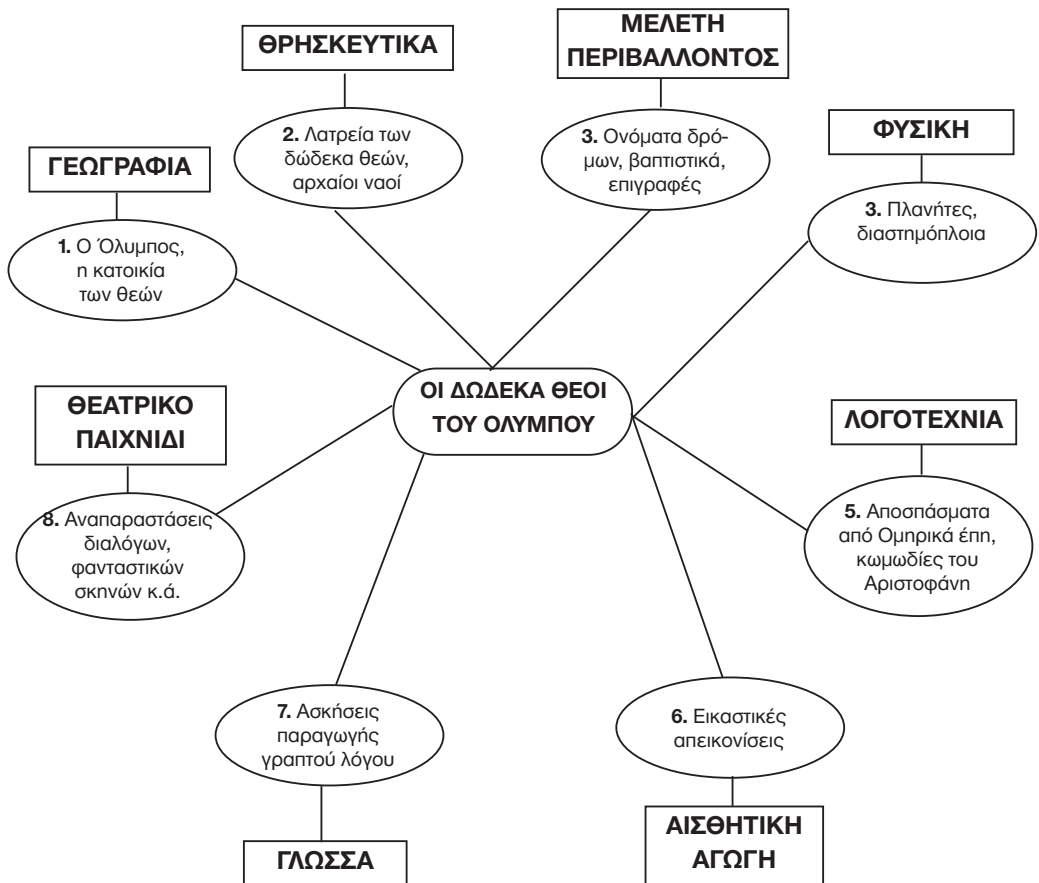 ΘΡΗΣΚΕΥΤΙΚΑ
2. Λατρεία των
δώδεκα θεών,
αρχαίοι ναοί
ΜΕΛΕΤΗ
ΠΕΡΙΒΑΛΛΟΝΤΟΣ
3. Ονόματα δρό-
μων, βαπτιστικά,
επιγραφές
ΦΥΣΙΚΗ
3. Πλανήτες,
διαστημόπλοια
ΓΕΩΓΡΑΦΙΑ
1. Ο Όλυμπος,
η κατοικία
των θεών
ΟΙ ΔΩΔΕΚΑ ΘΕΟΙ
ΤΟΥ ΟΛΥΜΠΟΥ
ΘΕΑΤΡΙΚΟ
ΠΑΙΧΝΙΔΙ
8. Αναπαραστάσεις
διαλόγων,
φανταστικών
σκηνών κ.ά.
ΛΟΓΟΤΕΧΝΙΑ
5. Αποσπάσματα
από Ομηρικά έπη,
κωμωδίες του
Αριστοφάνη
7. Ασκήσεις
παραγωγής
γραπτού λόγου
ΓΛΩΣΣΑ
6. Εικαστικές
απεικονίσεις
ΑΙΣΘΗΤΙΚΗ
ΑΓΩΓΗ